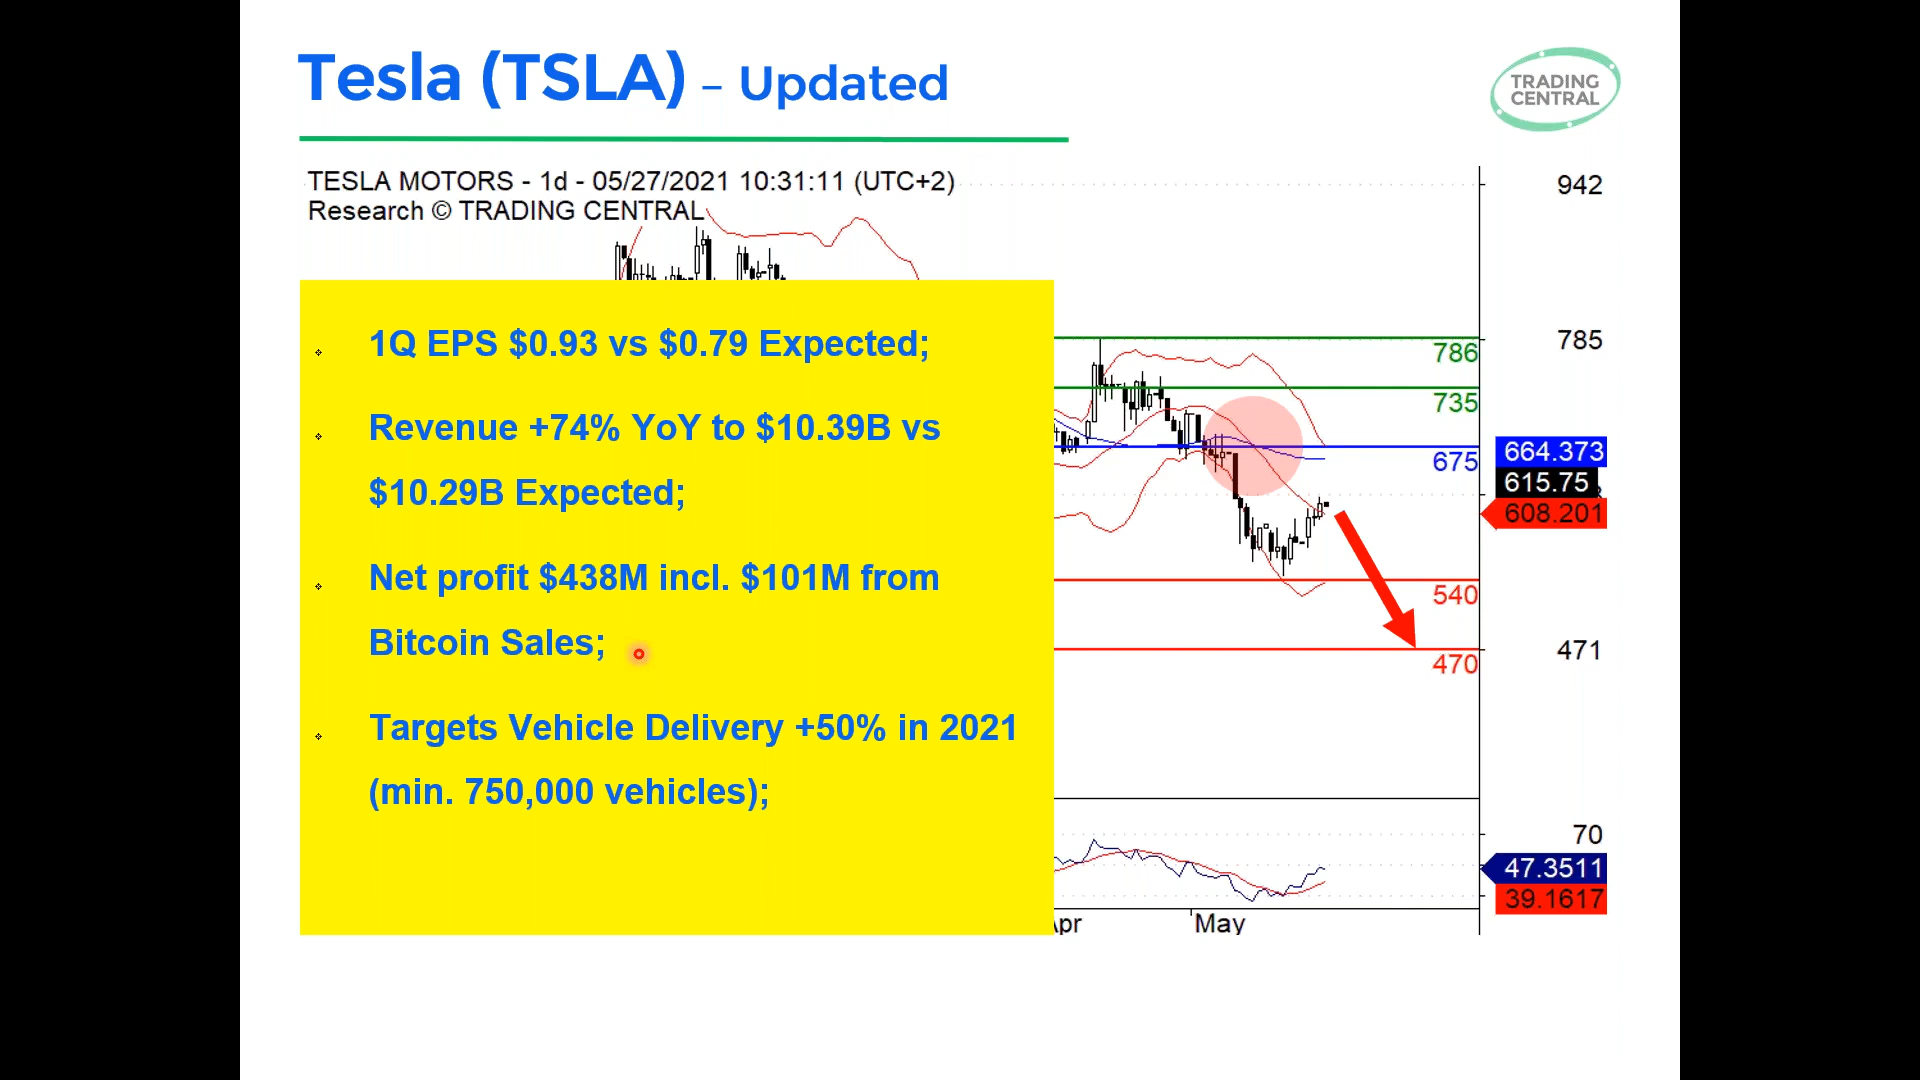 Tesla (TSLA) – Updated
TRADING
CENTRAL
TESLA MOTORS - 1d - 05/27/2021 10:31:11 (UTC+2)
Research © TRADING CENTRAL
942
1Q EPS $0.93 vs $0.79 Expected;
Revenue +74% YoY to $10.39B vs
$10.29B Expected;
Net profit $438M incl. $101M from
Bitcoin Sales;
Targets Vehicle Delivery +50% in 2021
(min. 750,000 vehicles);
786
785
735
675
664.373
615.75
608.201
540
470
471
70
47.3511
39.1617
May